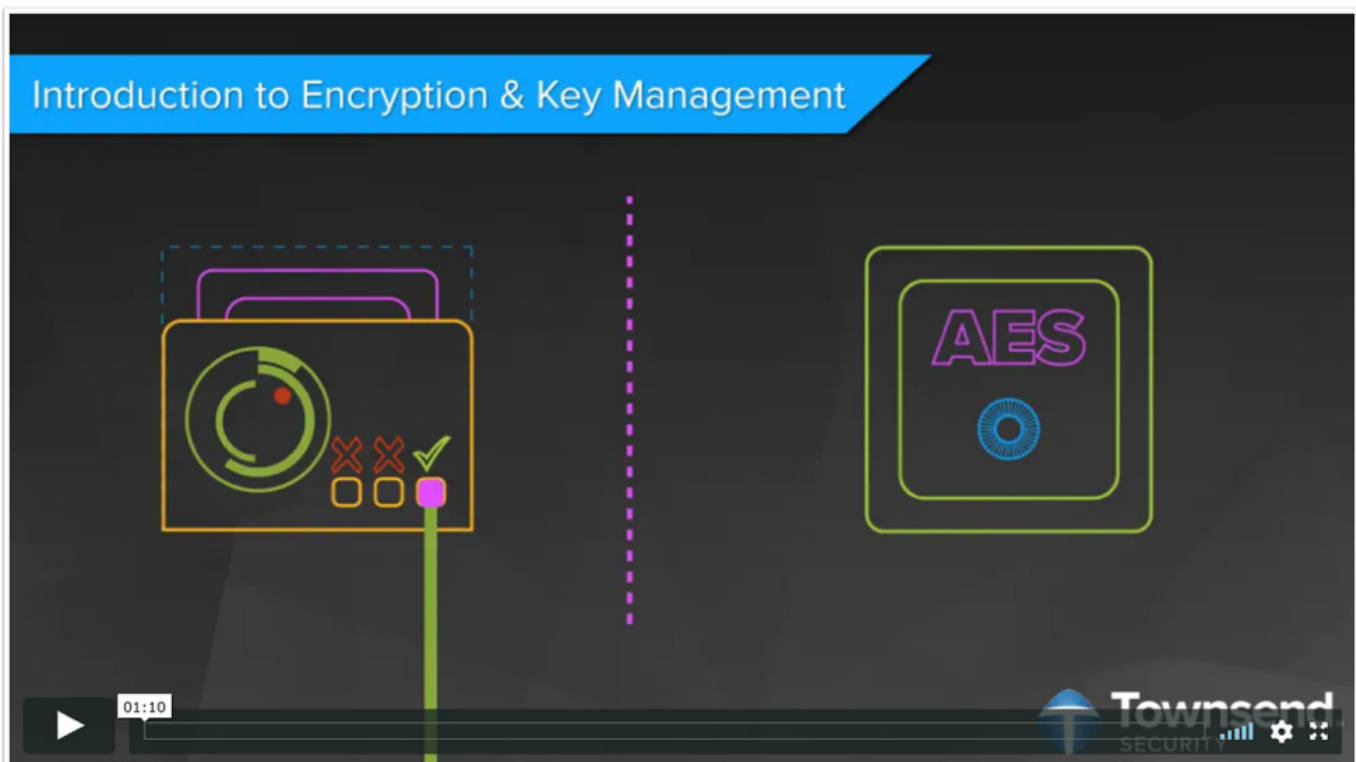 Introduction to Encryption & Key Management
AES
01:10
Townsend
SECURITY